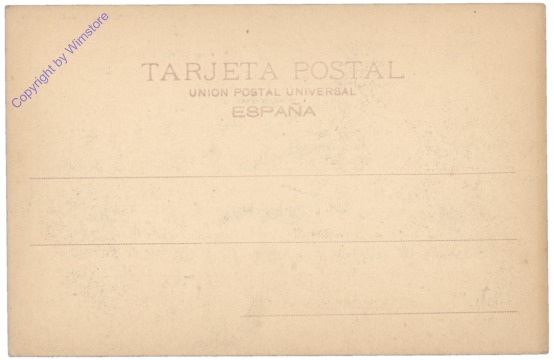 Copyright by Wimstore
TARJETA POSTAL
UNION POSTAL UNIVERSAL
ESPAÑA